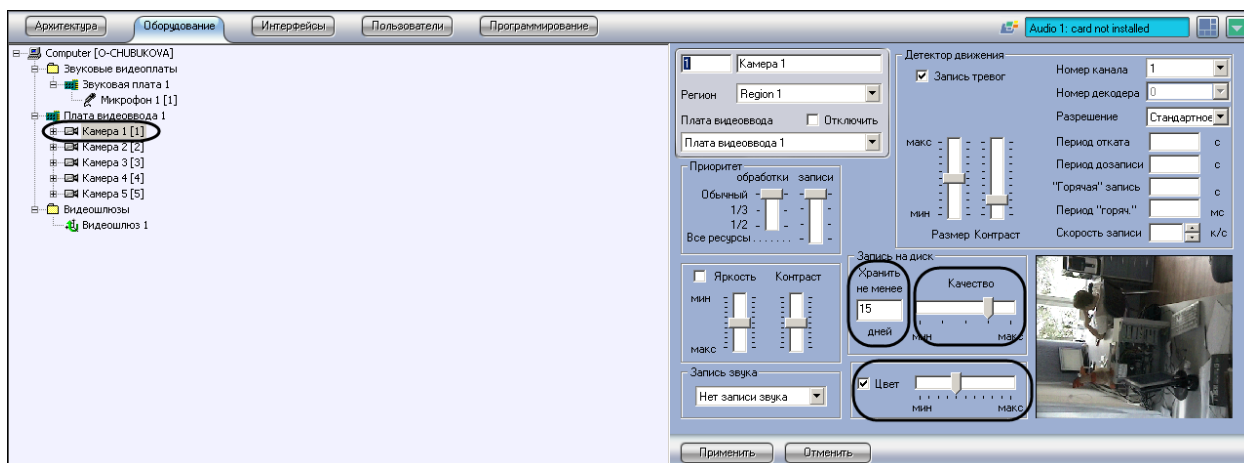 Архитектура
Оборудование
Интерфейсы
Пользователи
Программирование
Audio 1: card not installed
Computer [O-CHUBUKOVA]
Звуковые видеоплаты
Звуковая плата 1
Микрофон 1 [1]
Плата видеоввода 1
Камера 1 [1]
Камера 2 [2]
Камера 3 [3]
Камера 4 [4]
Камера 5 [5]
Видеошлюзы
Видеошлюз 1
1
Камера 1
Регион
Region 1
Плата видеоввода
Отключить
Плата видеоввода 1
Приоритет
обработки записи
Обычный
1/3
1/2
Все ресурсы
Детектор движения
Запись тревог
макс
мин
Размер Контраст
Номер канала
1
Номер декодера
0
Разрешение
Стандартное
Период отката
с
Период дозаписи
с
"Горячая" запись
с
Период "горяч."
мс
Скорость записи
к/с
Яркость
Контраст
мин
макс
Запись на диск
Хранить
не менее
15
дней
Качество
мин
макс
Запись звука
Нет записи звука
Цвет
мин
макс
Применить
Отменить